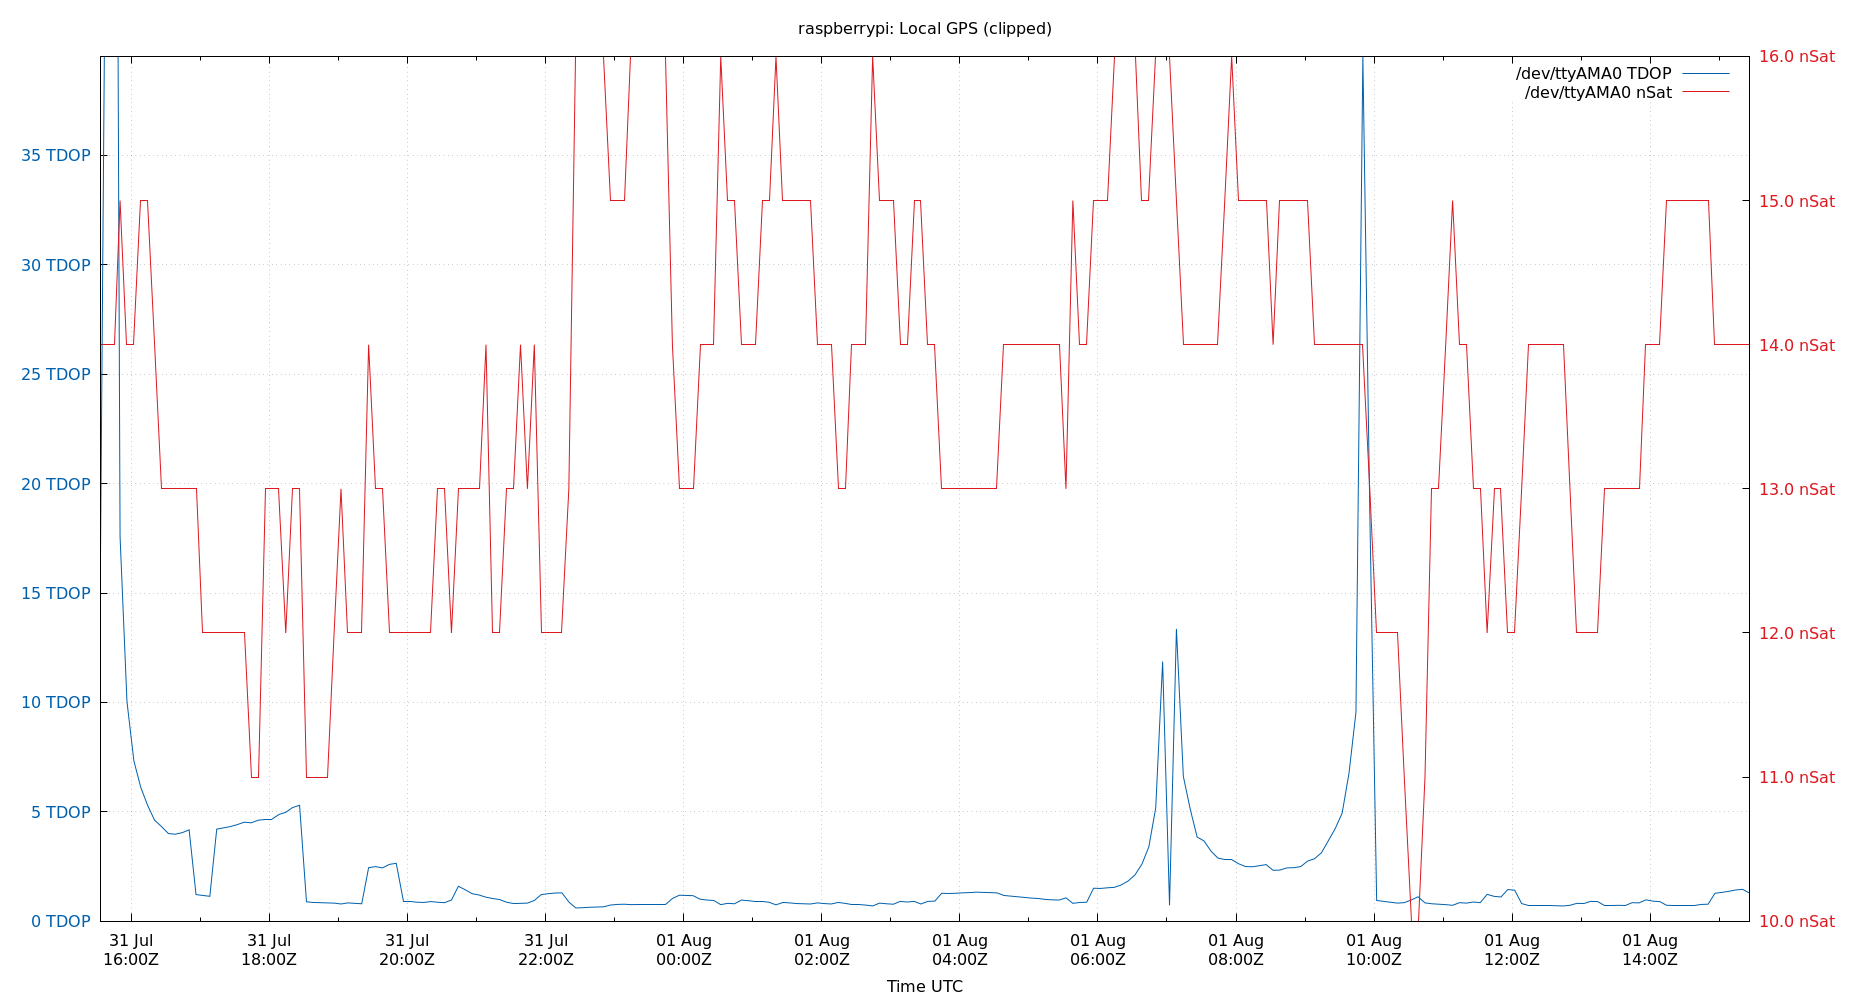 raspberrypi: Local GPS (clipped)
/dev/ttyAMA0 TDOP
/dev/ttyAMA0 nSat
35 TDOP
30 TDOP
25 TDOP
20 TDOP
15 TDOP
10 TDOP
5 TDOP
0 TDOP
16.0 nSat
15.0 nSat
14.0 nSat
13.0 nSat
12.0 nSat
11.0 nSat
10.0 nSat
31 Jul 31 Jul 31 Jul 31 Jul 01 Aug 01 Aug 01 Aug 01 Aug 01 Aug 01 Aug 01 Aug 01 Aug
16:00Z 18:00Z 20:00Z 22:00Z 00:00Z 02:00Z 04:00Z 06:00Z 08:00Z 10:00Z 12:00Z 14:00Z
Time UTC